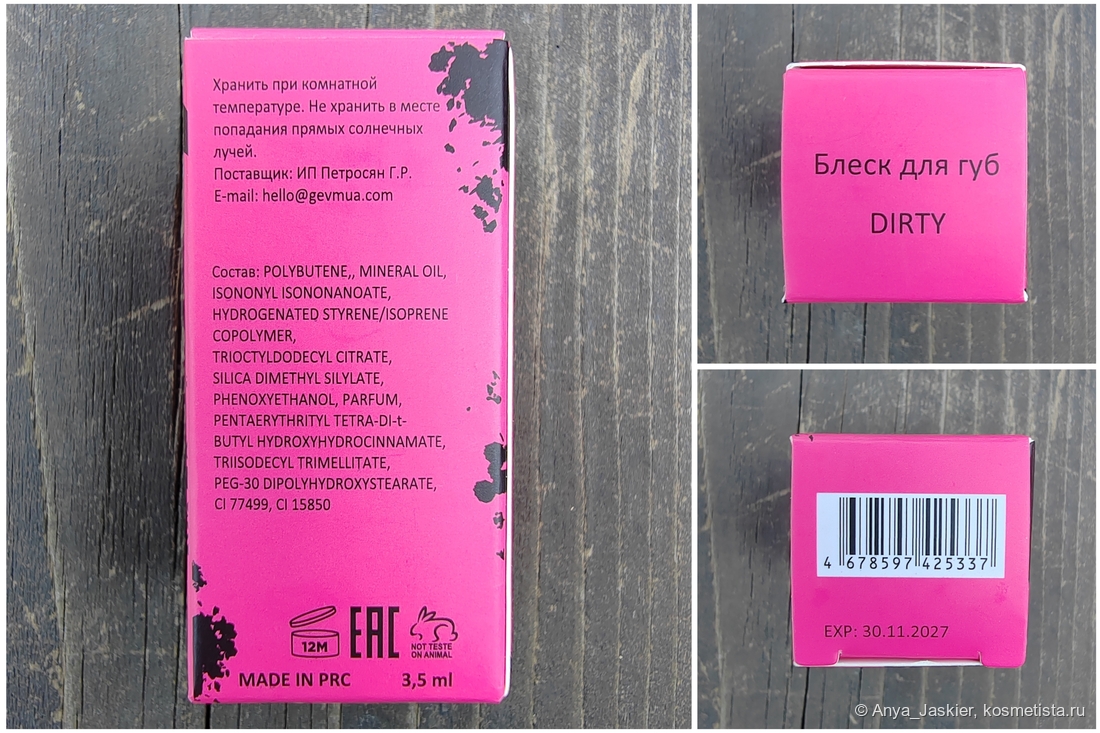 Хранить при комнатной
температуре. Не хранить в месте
попадания прямых солнечных
лучей.
Поставщик: ИП Петросян Г.Р.
E-mail: hello@gevmua.com
Состав: POLYBUTENE,, MINERAL OIL,
ISONONYL ISONONANOATE,
HYDROGENATED STYRENE/ISOPRENE
COPOLYMER,
TRIOCTYLDODECYL CITRATE,
SILICA DIMETHYL SILYLATE,
PHENOXYETHANOL, PARFUM,
PENTAERYTHRITYL TETRA-DI-t-
BUTYL HYDROXYHYDROCINNAMATE,
TRIISODECYL TRIMELLITATE,
PEG-30 DIPOLYHYDROXYSTEARATE,
CI 77499, CI 15850
12M
EAC
NOT TESTE
ON ANIMAL
MADE IN PRC 3,5 ml
Блеск для губ
DIRTY
4 678597 425337
EXP: 30.11.2027
© Anya_Jaskier, kosmetista.ru